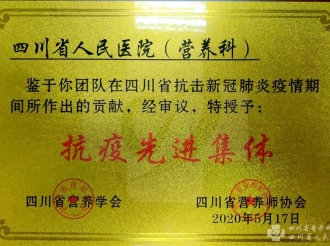 四川省人民医院（营养科）
鉴于你团队在四川省抗击新冠肺炎疫情期
间所作出的贡献，经审议，特授予：
抗疫先进集体
四川省营养学会
四川省营养师协会
2020年5月17日